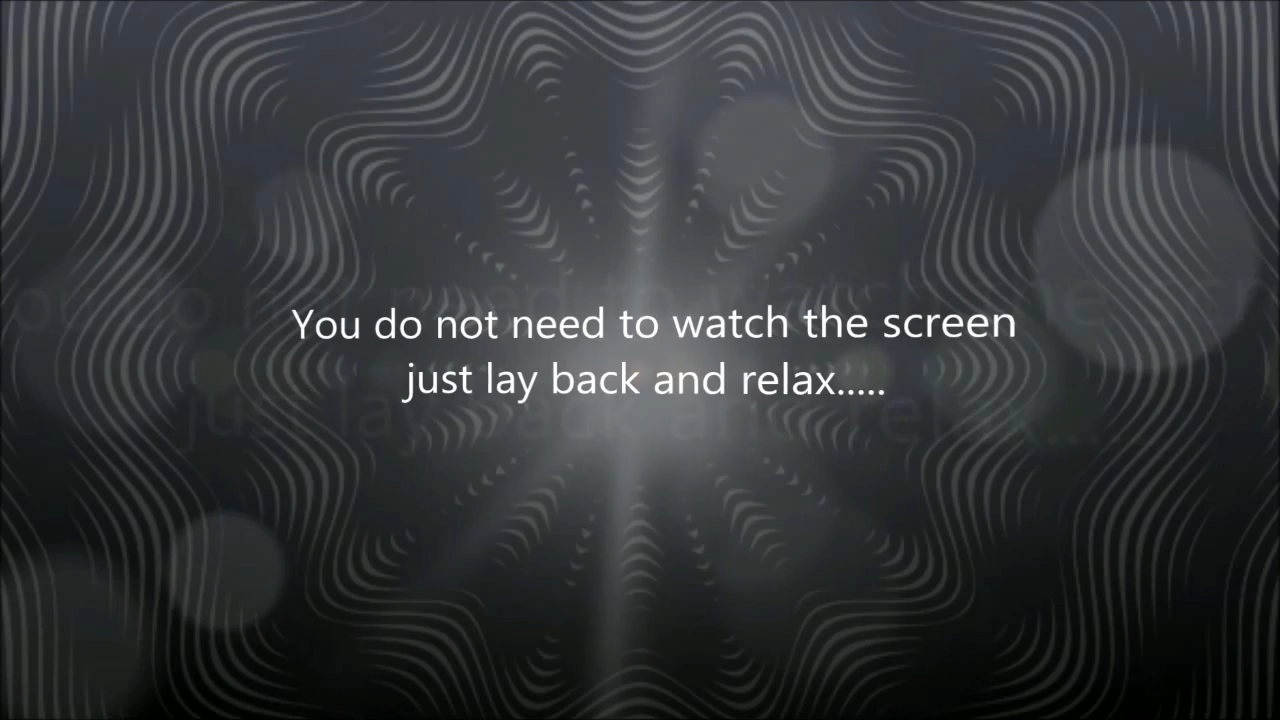 You do not need to watch the screen
just lay back and relax.....